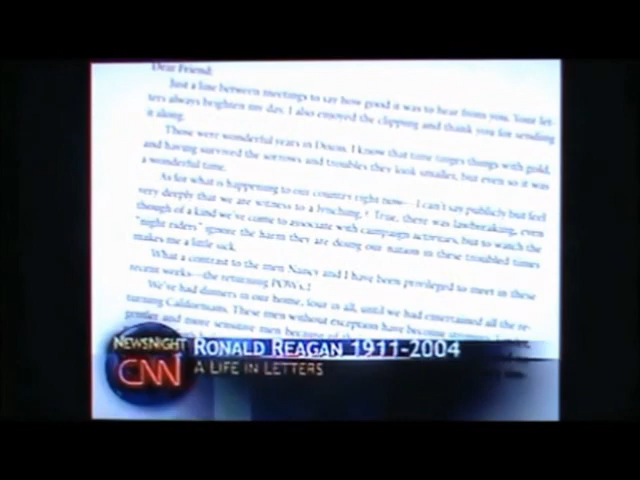 Dear Friend:
Just a line between meetings to say how good it was to hear from you. Your let-
ters always brighten my day. I also enjoyed the clipping and thank you for sending
it along.
Those were wonderful years in Dixon. I know that time tinges things with gold,
and having survived the sorrows and troubles they look smaller, but even so it was
a wonderful time.
As for what is happening to our country right now—I can't say publicly but feel
very deeply that we are witness to a lynching. True, there was lawbreaking, even
though of a kind we've come to associate with campaign activities, but to watch the
"night riders" ignore the harm they are doing our nation in these troubled times
makes me a little sick.
What a contrast to the men Nancy and I have been privileged to meet in these
recent weeks—the returning POWs.
We've had dinners in our home, four in all, until we had entertained all the re-
turning Californians. These men without exception have become
and more sensitive men because of
NEWSNIGHT
CNN
RONALD REAGAN 1911-2004
A LIFE IN LETTERS